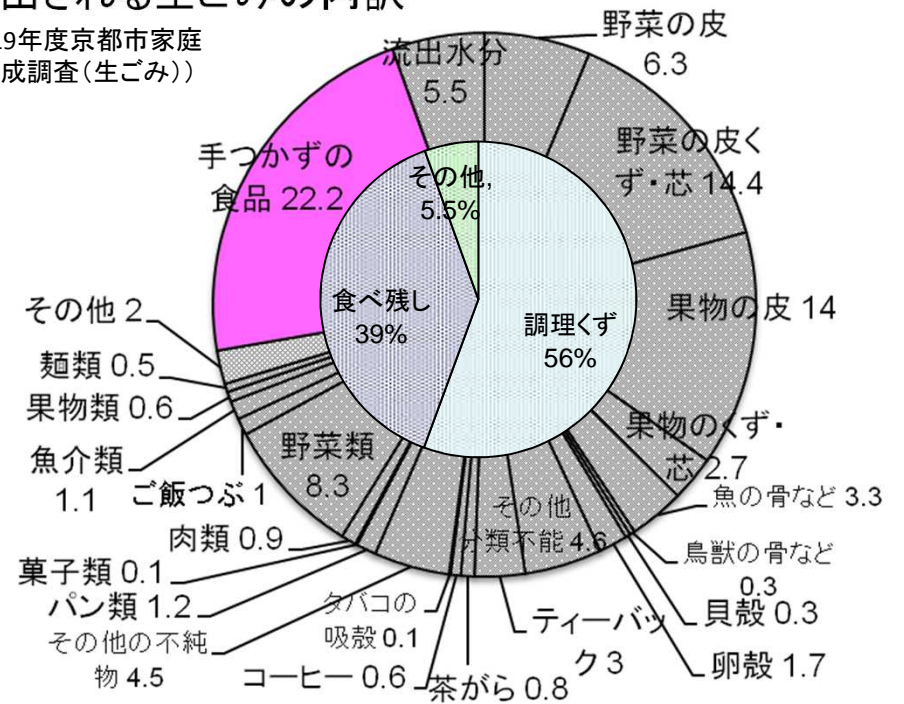 出される生ごみの内訳
9年度京都市家庭
成調査（生ごみ））
野菜の皮
6.3
野菜の皮く
ず・芯 14.4
果物の皮 14
果物のくず・
芯 2.7
魚の骨など 3.3
鳥獣の骨など
0.3
貝殻 0.3
卵殻 1.7
その他
分類不能 4.6
ティーバッ
ク 3
茶がら 0.8
コーヒー 0.6
タバコの
吸殻 0.1
その他の不純
物 4.5
パン類 1.2
菓子類 0.1
肉類 0.9
野菜類
8.3
ご飯つぶ 1
魚介類
1.1
果物類 0.6
麺類 0.5
その他 2
手つかずの
食品 22.2
流出水分
5.5
その他,
5.5%
食べ残し
39%
調理くず
56%